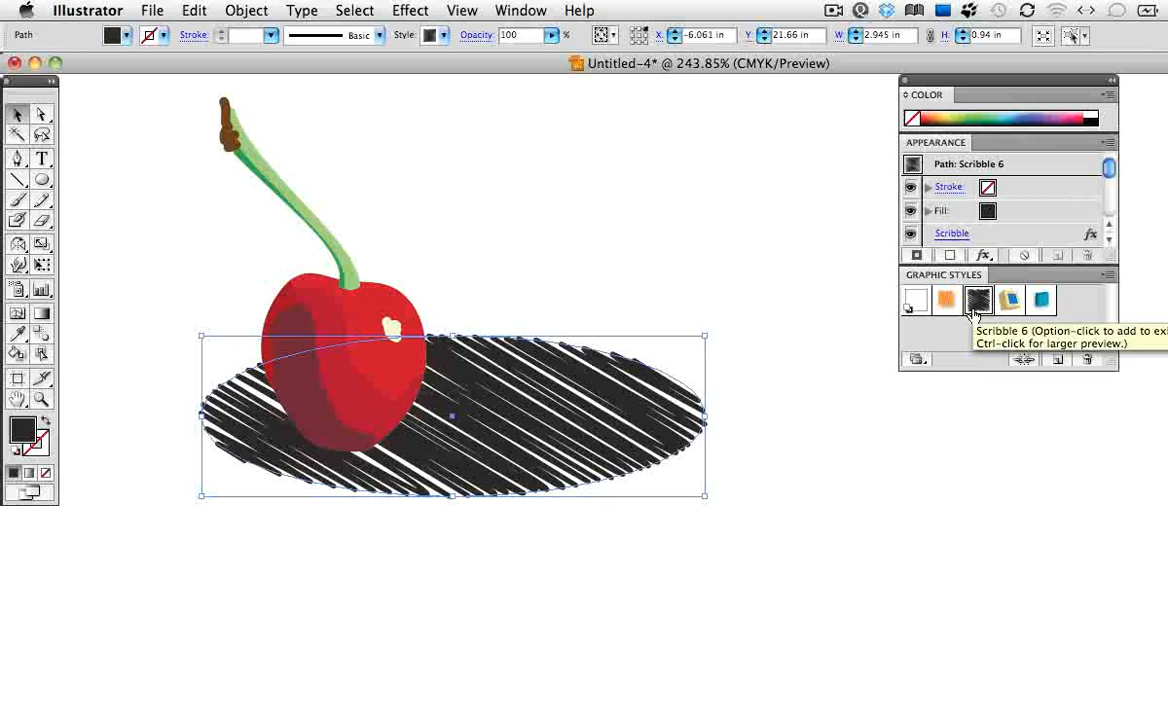 Illustrator File Edit Object Type Select Effect View Window Help
Path Stroke: Basic Style: Opacity: 100 % X: -6.061 in Y: 21.66 in W: 2.945 in H: 0.94 in
Untitled-4* @ 243.85% (CMYK/Preview)
COLOR
APPEARANCE
Path: Scribble 6
Stroke:
Fill:
Scribble fx
fx
GRAPHIC STYLES
Scribble 6 (Option-click to add to exi
Ctrl-click for larger preview.)
T